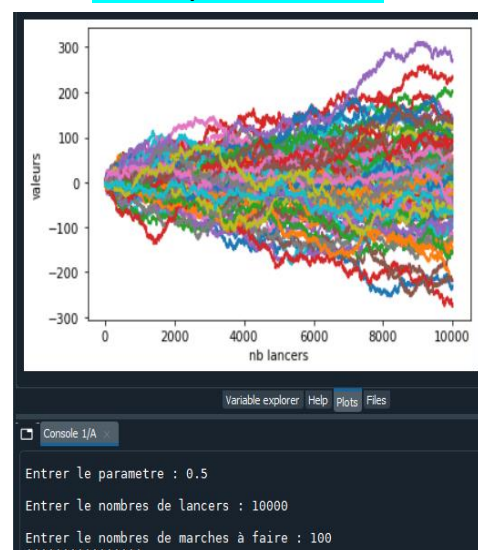 300
200
100
0
-100
-200
-300
valeurs
0 2000 4000 6000 8000 10000
nb lancers
Variable explorer Help Plots Files
Console 1/A ×
Entrer le parametre : 0.5
Entrer le nombres de lancers : 10000
Entrer le nombres de marches à faire : 100